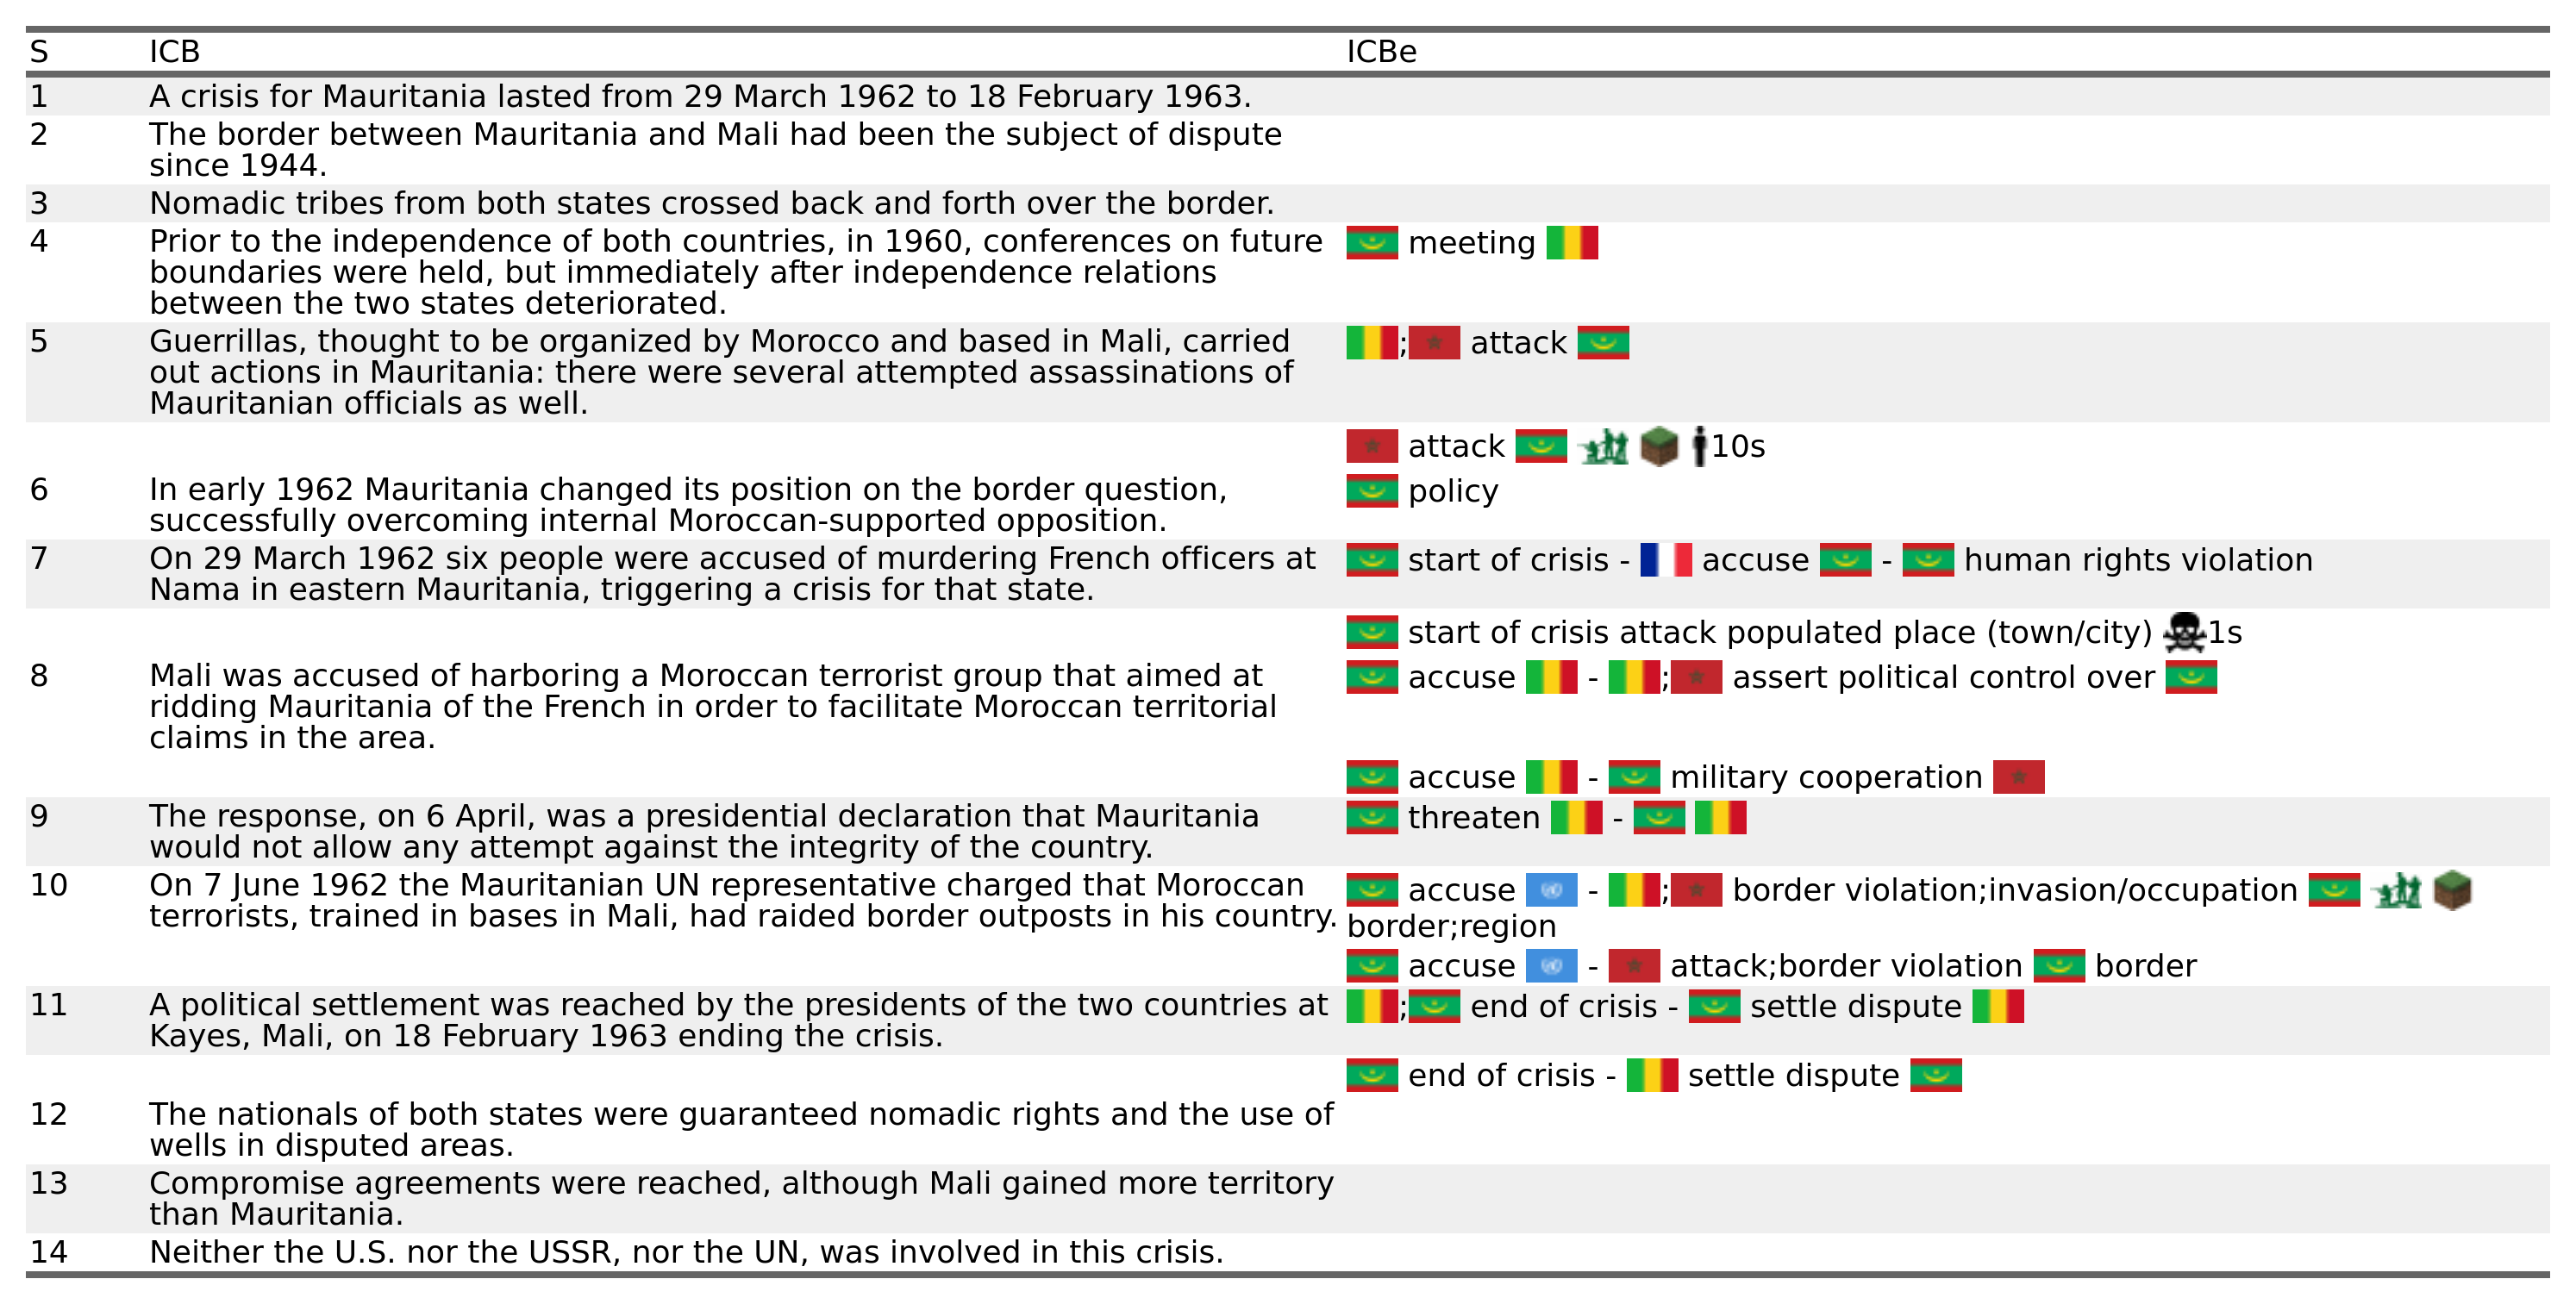 S ICB ICBe
1 A crisis for Mauritania lasted from 29 March 1962 to 18 February 1963.
2 The border between Mauritania and Mali had been the subject of dispute
since 1944.
3 Nomadic tribes from both states crossed back and forth over the border.
4 Prior to the independence of both countries, in 1960, conferences on future
boundaries were held, but immediately after independence relations
between the two states deteriorated.
meeting
5 Guerrillas, thought to be organized by Morocco and based in Mali, carried
out actions in Mauritania: there were several attempted assassinations of
Mauritanian officials as well.
; attack
attack 10s
6 In early 1962 Mauritania changed its position on the border question,
successfully overcoming internal Moroccan-supported opposition.
policy
7 On 29 March 1962 six people were accused of murdering French officers at
Nama in eastern Mauritania, triggering a crisis for that state.
start of crisis - accuse - human rights violation
start of crisis attack populated place (town/city) 1s
8 Mali was accused of harboring a Moroccan terrorist group that aimed at
ridding Mauritania of the French in order to facilitate Moroccan territorial
claims in the area.
accuse - ; assert political control over
accuse - military cooperation
9 The response, on 6 April, was a presidential declaration that Mauritania
would not allow any attempt against the integrity of the country.
threaten -
10 On 7 June 1962 the Mauritanian UN representative charged that Moroccan
terrorists, trained in bases in Mali, had raided border outposts in his country.
accuse - ; border violation;invasion/occupation
border;region
accuse - attack;border violation border
11 A political settlement was reached by the presidents of the two countries at
Kayes, Mali, on 18 February 1963 ending the crisis.
; end of crisis - settle dispute
end of crisis - settle dispute
12 The nationals of both states were guaranteed nomadic rights and the use of
wells in disputed areas.
13 Compromise agreements were reached, although Mali gained more territory
than Mauritania.
14 Neither the U.S. nor the USSR, nor the UN, was involved in this crisis.